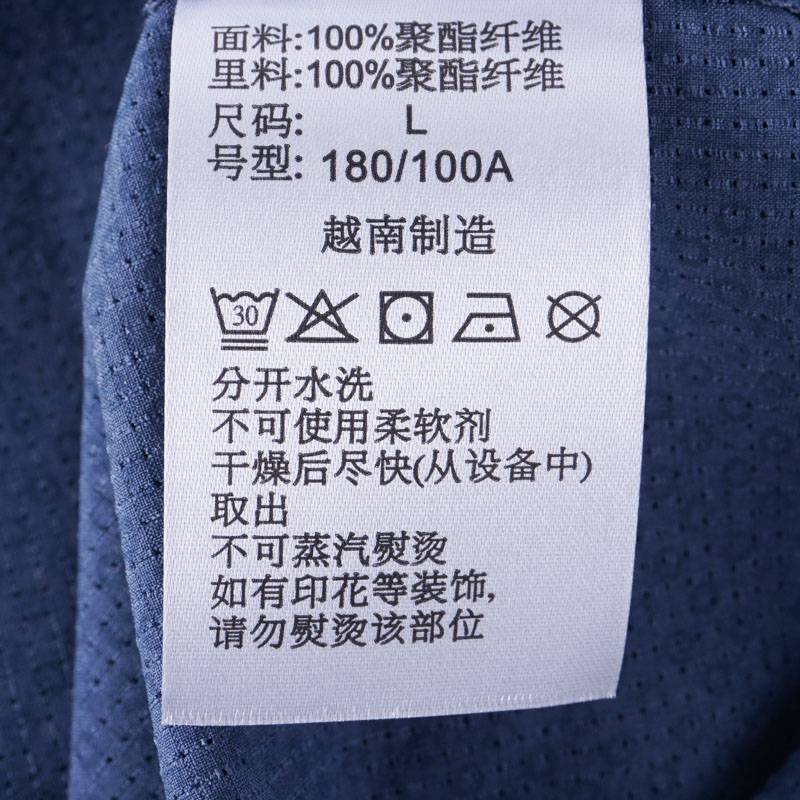 面料:100%聚酯纤维
里料:100%聚酯纤维
尺码: L
号型: 180/100A
越南制造
30
分开水洗
不可使用柔软剂
干燥后尽快(从设备中)
取出
不可蒸汽熨烫
如有印花等装饰,
请勿熨烫该部位